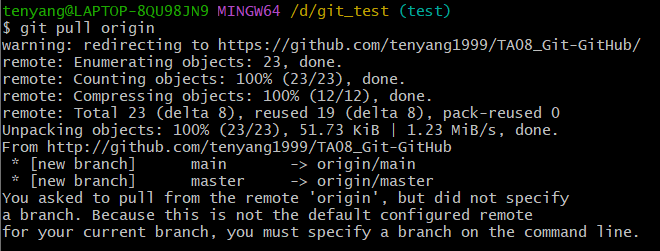 tenyang@LAPTOP-8QU98JN9 MINGW64 /d/git_test (test)
$ git pull origin
warning: redirecting to https://github.com/tenyang1999/TA08_Git-GitHub/
remote: Enumerating objects: 23, done.
remote: Counting objects: 100% (23/23), done.
remote: Compressing objects: 100% (12/12), done.
remote: Total 23 (delta 8), reused 19 (delta 8), pack-reused 0
Unpacking objects: 100% (23/23), 51.73 KiB | 1.23 MiB/s, done.
From http://github.com/tenyang1999/TA08_Git-GitHub
 * [new branch]      main       -> origin/main
 * [new branch]      master     -> origin/master
You asked to pull from the remote 'origin', but did not specify
a branch. Because this is not the default configured remote
for your current branch, you must specify a branch on the command line.